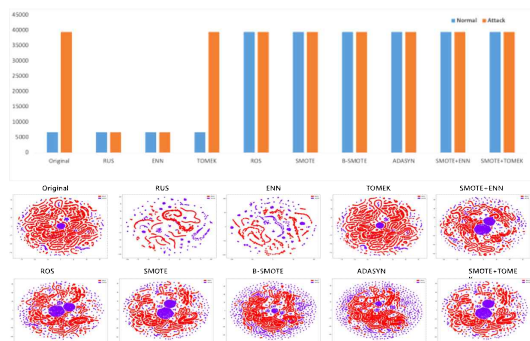 45000
Normal Attack
40000
35000
30000
25000
20000
15000
10000
5000
0
Original RUS ENN TOMEK ROS SMOTE B-SMOTE ADASYN SMOTE+ENN SMOTE+TOMEK
Original RUS ENN TOMEK SMOTE+ENN
ROS SMOTE B-SMOTE ADASYN SMOTE+TOME